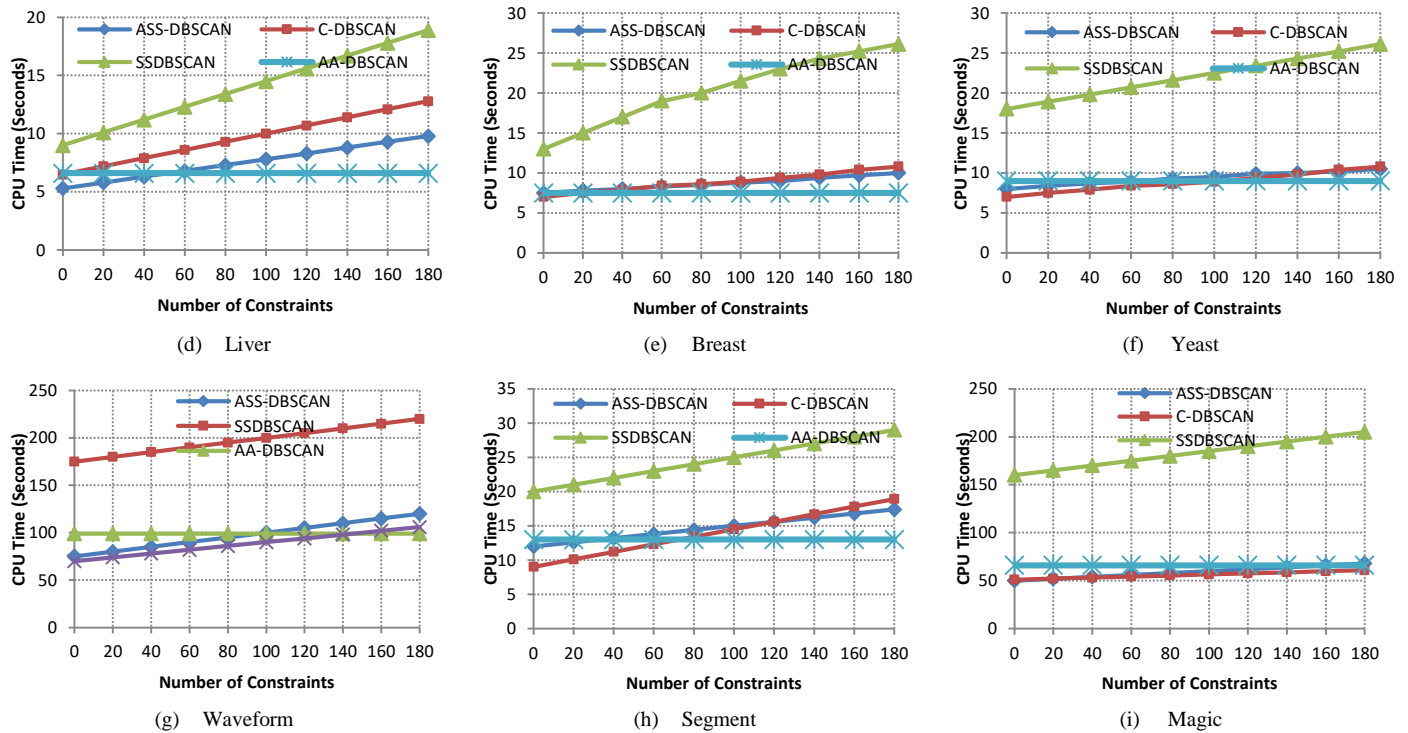 ASS-DBSCAN C-DBSCAN
SSDBSCAN AA-DBSCAN
CPU Time (Seconds)
20
15
10
5
0
0 20 40 60 80 100 120 140 160 180
Number of Constraints
(d) Liver
ASS-DBSCAN C-DBSCAN
SSDBSCAN AA-DBSCAN
CPU Time (Seconds)
30
25
20
15
10
5
0
0 20 40 60 80 100 120 140 160 180
Number of Constraints
(e) Breast
ASS-DBSCAN C-DBSCAN
SSDBSCAN AA-DBSCAN
CPU Time (Seconds)
30
25
20
15
10
5
0
0 20 40 60 80 100 120 140 160 180
Number of Constraints
(f) Yeast
ASS-DBSCAN
SSDBSCAN
AA-DBSCAN
CPU Time (Seconds)
250
200
150
100
50
0
0 20 40 60 80 100 120 140 160 180
Number of Constraints
(g) Waveform
ASS-DBSCAN C-DBSCAN
SSDBSCAN AA-DBSCAN
CPU Time (Seconds)
35
30
25
20
15
10
5
0
0 20 40 60 80 100 120 140 160 180
Number of Constraints
(h) Segment
ASS-DBSCAN
C-DBSCAN
SSDBSCAN
CPU Time (Seconds)
250
200
150
100
50
0
0 20 40 60 80 100 120 140 160 180
Number of Constraints
(i) Magic